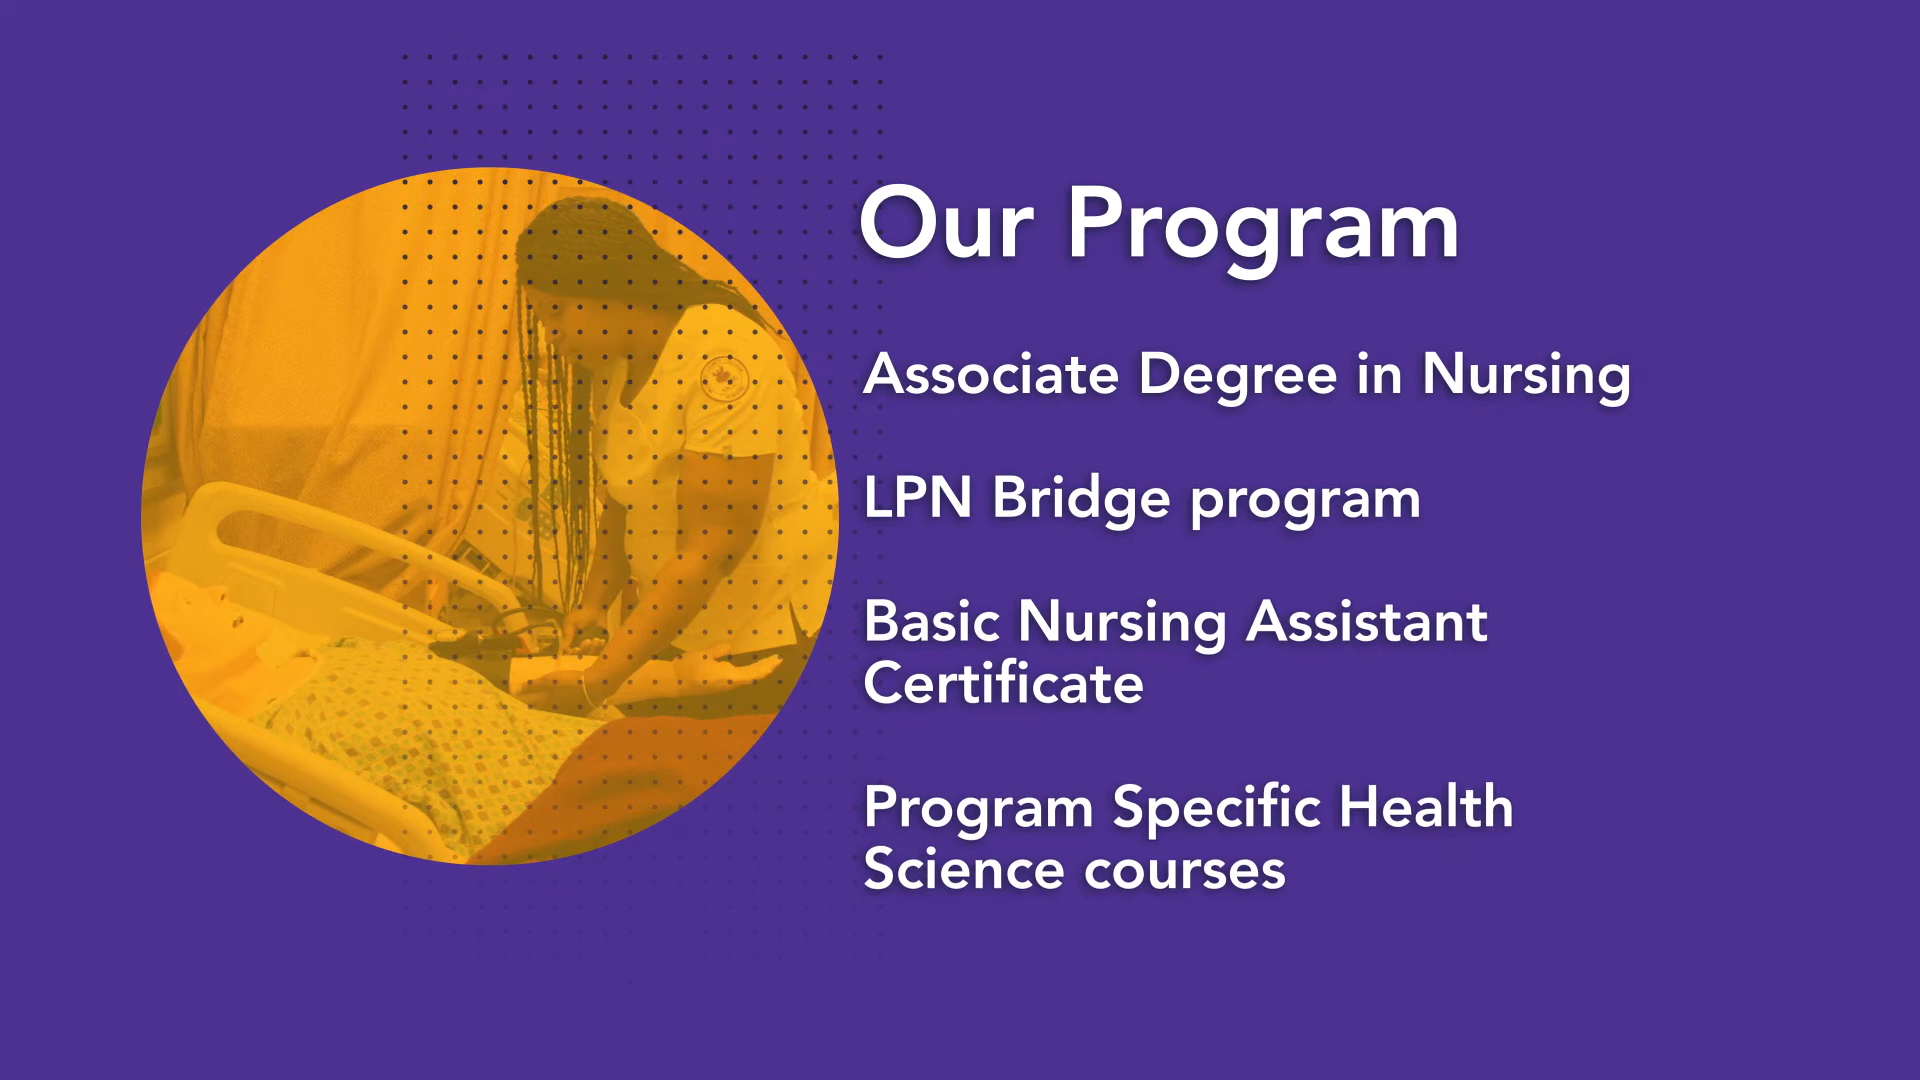 Our Program
Associate Degree in Nursing
LPN Bridge program
Basic Nursing Assistant
Certificate
Program Specific Health
Science courses